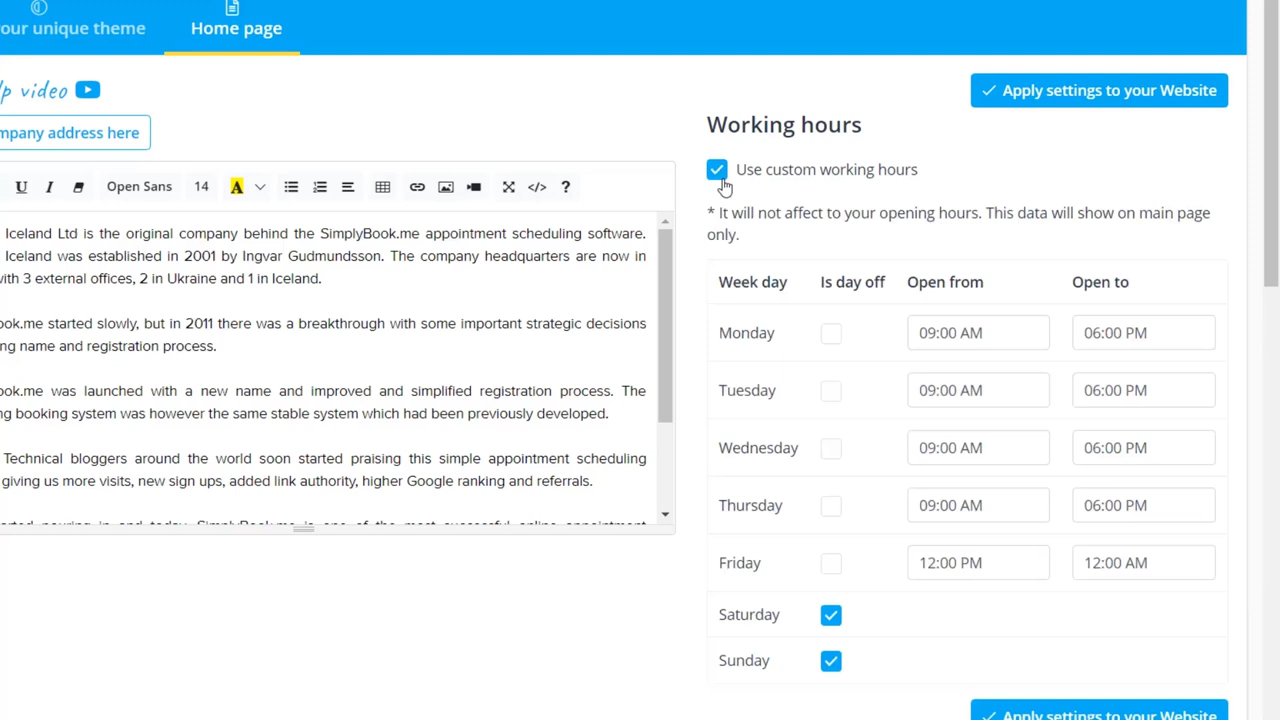 our unique theme
Home page
lp video
Apply settings to your Website
mpany address here
Working hours
Use custom working hours
U I Open Sans 14 A </> ?
* It will not affect to your opening hours. This data will show on main page
only.
Iceland Ltd is the original company behind the SimplyBook.me appointment scheduling software.
Iceland was established in 2001 by Ingvar Gudmundsson. The company headquarters are now in
with 3 external offices, 2 in Ukraine and 1 in Iceland.
ook.me started slowly, but in 2011 there was a breakthrough with some important strategic decisions
ng name and registration process.
ook.me was launched with a new name and improved and simplified registration process. The
ng booking system was however the same stable system which had been previously developed.
Technical bloggers around the world soon started praising this simple appointment scheduling
giving us more visits, new sign ups, added link authority, higher Google ranking and referrals.
Week day Is day off Open from Open to
Monday 09:00 AM 06:00 PM
Tuesday 09:00 AM 06:00 PM
Wednesday 09:00 AM 06:00 PM
Thursday 09:00 AM 06:00 PM
Friday 12:00 PM 12:00 AM
Saturday
Sunday
Apply settings to your Website